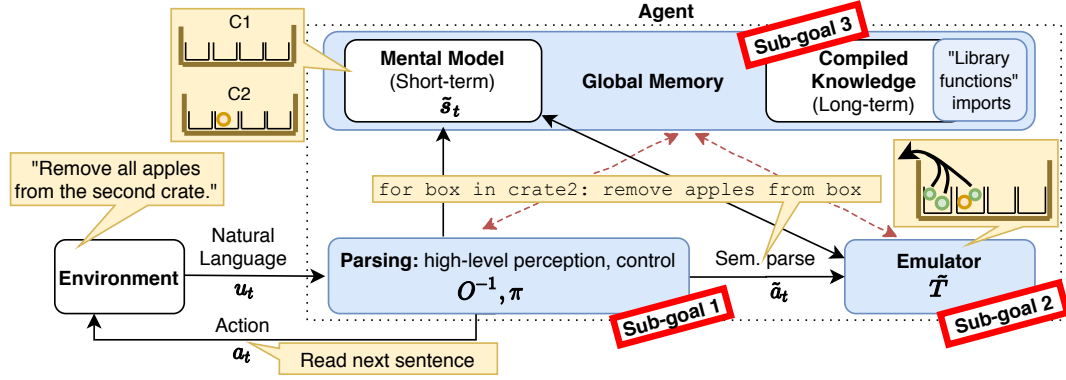 Agent
C1
C2
Mental Model
(Short-term)
s̃t
Global Memory
Sub-goal 3
Compiled
Knowledge
(Long-term)
"Library
functions"
imports
"Remove all apples
from the second crate."
for box in crate2: remove apples from box
Environment
Natural
Language
ut
Parsing: high-level perception, control
O⁻¹, π
Sub-goal 1
Sem. parse
ãt
Emulator
T̃
Sub-goal 2
Action
at
Read next sentence